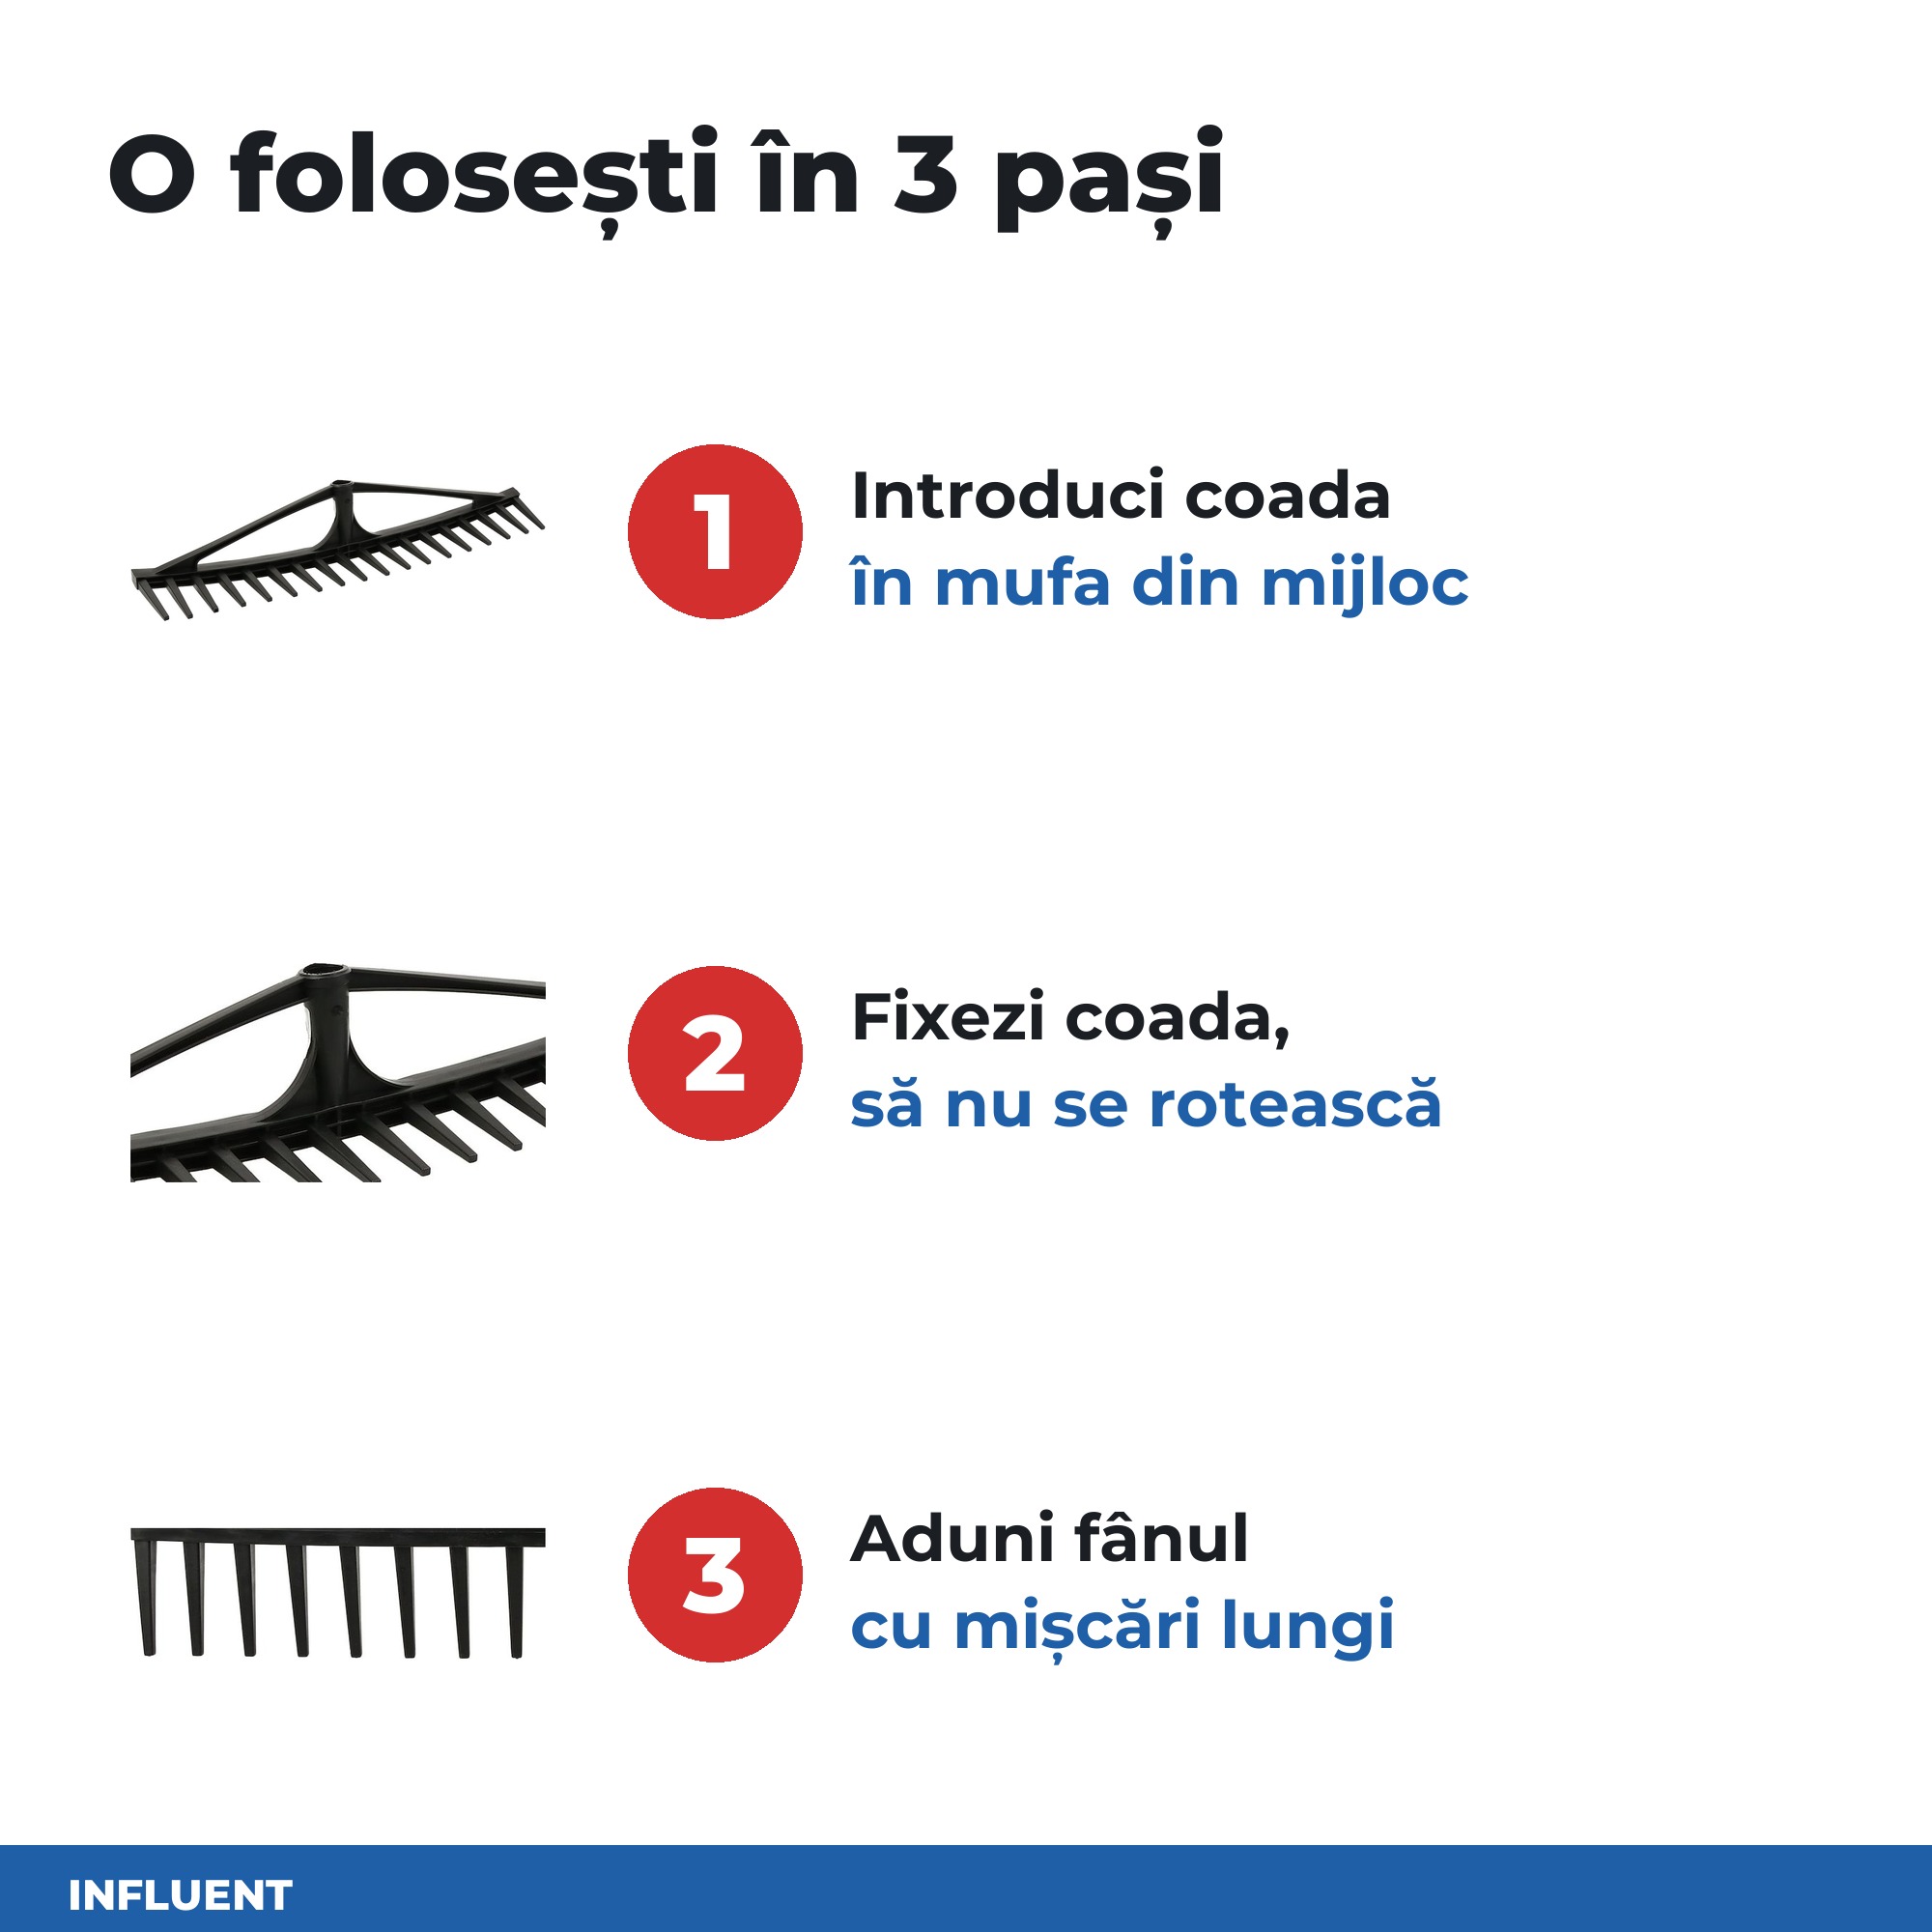 O folosești în 3 pași
1
Introduci coada
în mufa din mijloc
2
Fixezi coada,
să nu se rotească
3
Aduni fânul
cu mișcări lungi
INFLUENT